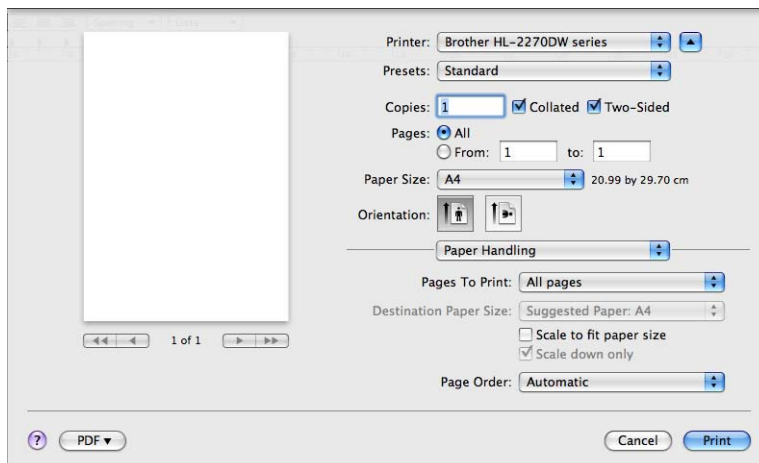 Spacing Lists
Printer: Brother HL-2270DW series
Presets: Standard
Copies: 1 Collated Two-Sided
Pages: All
From: 1 to: 1
Paper Size: A4 20.99 by 29.70 cm
Orientation:
Paper Handling
Pages To Print: All pages
Destination Paper Size: Suggested Paper: A4
Scale to fit paper size
Scale down only
1 of 1
Page Order: Automatic
? PDF Cancel Print